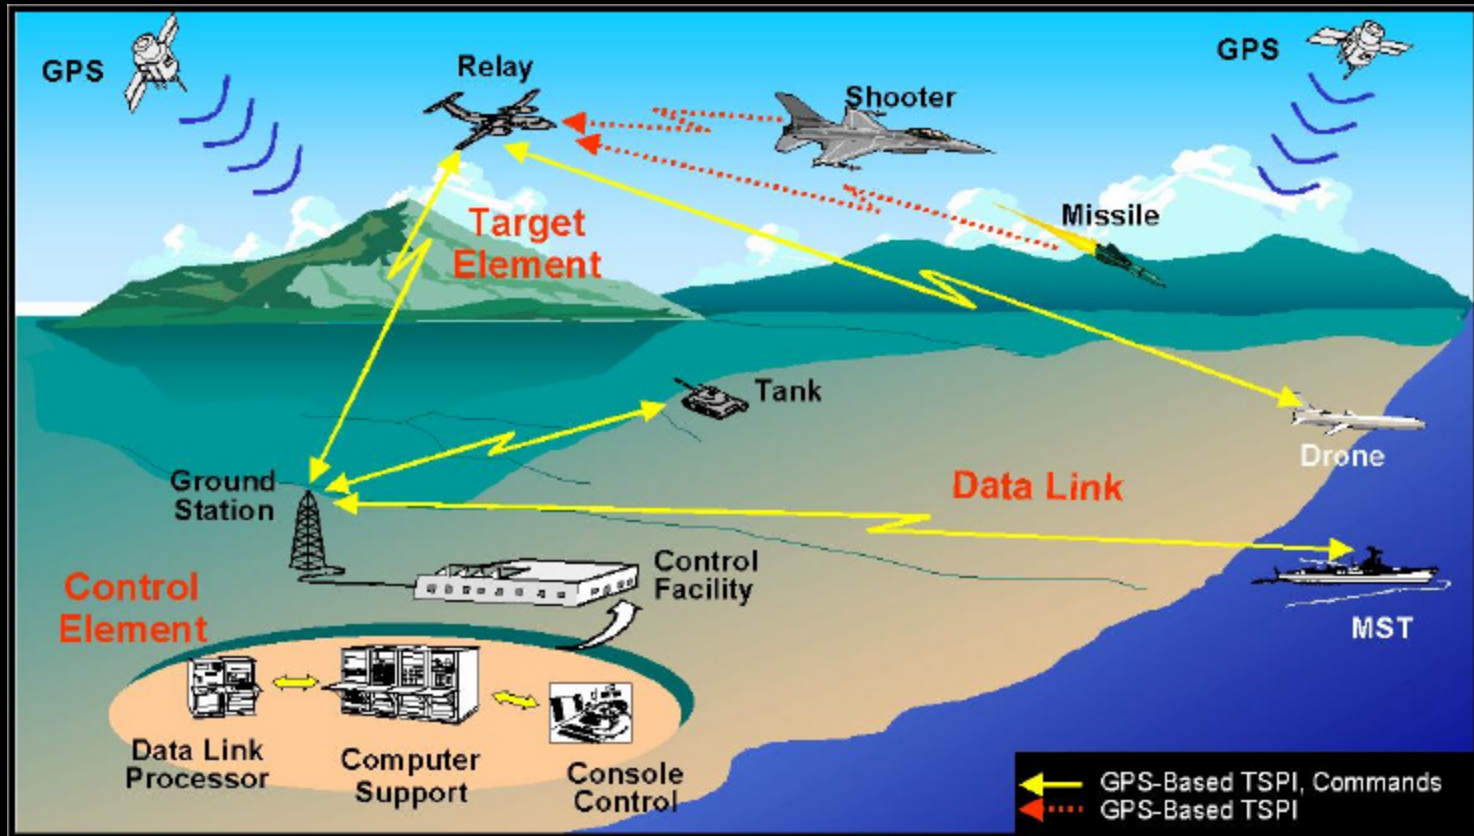 GPS
Relay
Shooter
GPS
Missile
Target
Element
Tank
Drone
Ground
Station
Data Link
Control
Facility
Control
Element
MST
Data Link
Processor
Computer
Support
Console
Control
GPS-Based TSPI, Commands
GPS-Based TSPI